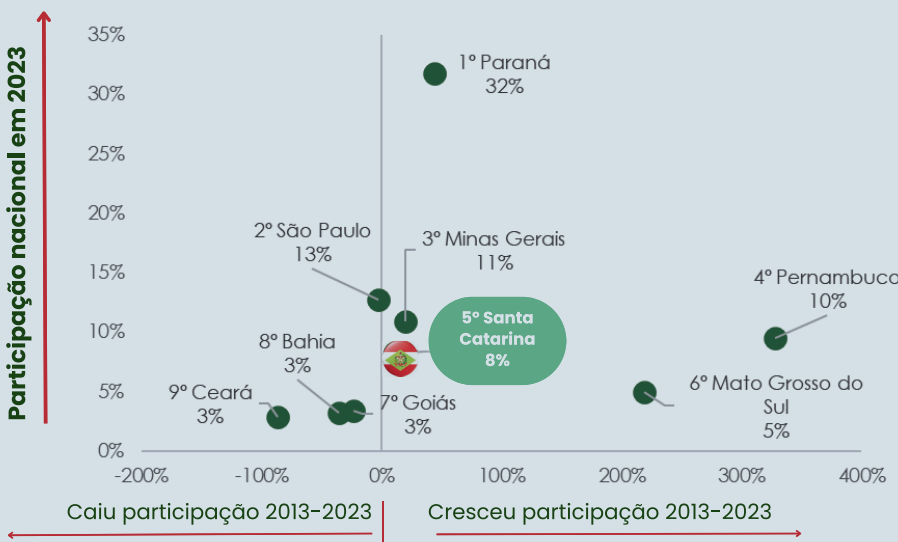 Participação nacional em 2023
35%
30%
25%
20%
15%
10%
5%
0%
1º Paraná
32%
2º São Paulo
13%
3º Minas Gerais
11%
4º Pernambuco
10%
5º Santa
Catarina
8%
8º Bahia
3%
9º Ceará
3%
7º Goiás
3%
6º Mato Grosso do
Sul
5%
-200%
-100%
0%
100%
200%
300%
400%
Caiu participação 2013-2023
Cresceu participação 2013-2023